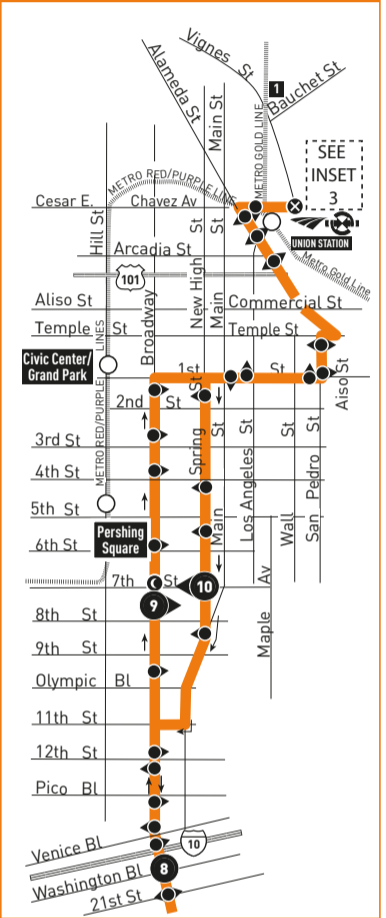 Vignes St
Alameda St
Main St
1
Bauchet St
METRO GOLD LINE
METRO RED/PURPLE LINE
SEE
INSET
3
Cesar E. Chavez Av
Hill St
UNION STATION
Arcadia St
Metro Gold Line
101
Broadway
New High St
Main St
Aliso St
Commercial St
Temple St
Temple St
Civic Center/
Grand Park
METRO RED/PURPLE LINES
1st St
Aiso St
2nd St
Spring St
Main St
Los Angeles St
Wall St
San Pedro St
3rd St
4th St
5th St
6th St
Pershing
Square
7th St
10
9
Maple Av
8th St
9th St
Olympic Bl
11th St
12th St
Pico Bl
Venice Bl
10
Washington Bl
8
21st St